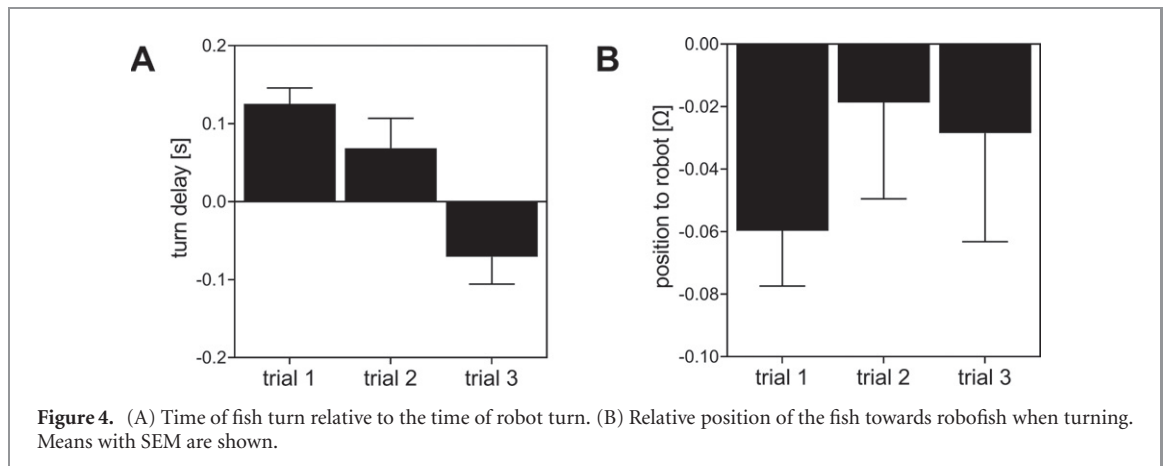 A
turn delay [s]
0.2
0.1
0.0
-0.1
-0.2
trial 1 trial 2 trial 3
B
position to robot [Ω]
0.00
-0.02
-0.04
-0.06
-0.08
-0.10
trial 1 trial 2 trial 3
Figure 4. (A) Time of fish turn relative to the time of robot turn. (B) Relative position of the fish towards robofish when turning.
Means with SEM are shown.